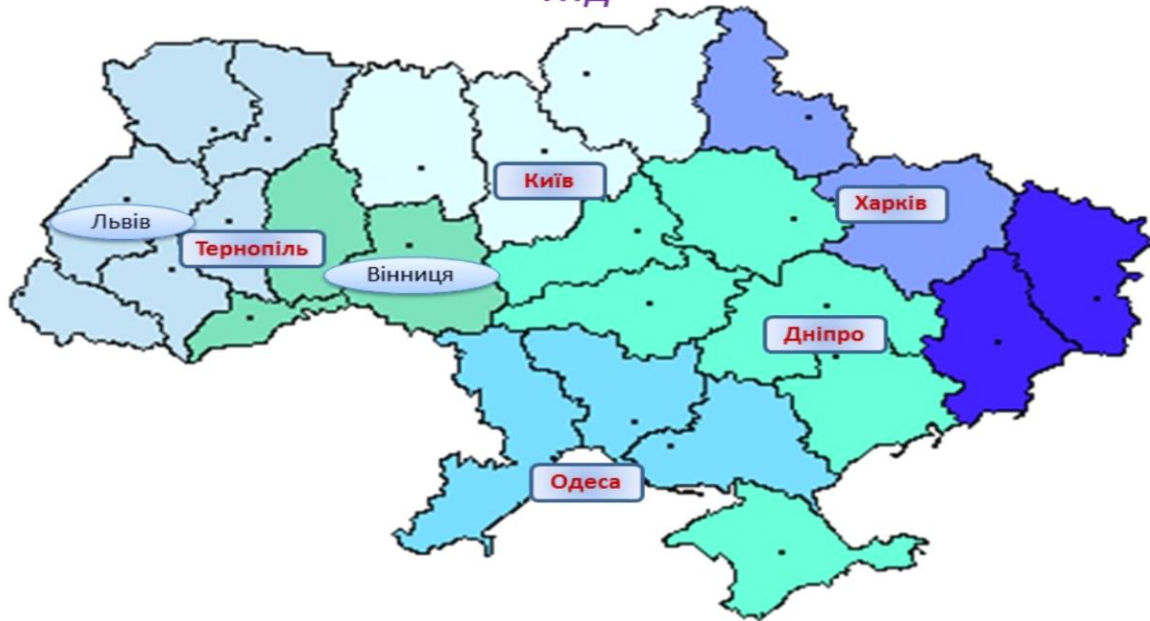 Київ
Харків
Львів
Тернопіль
Вінниця
Дніпро
Одеса